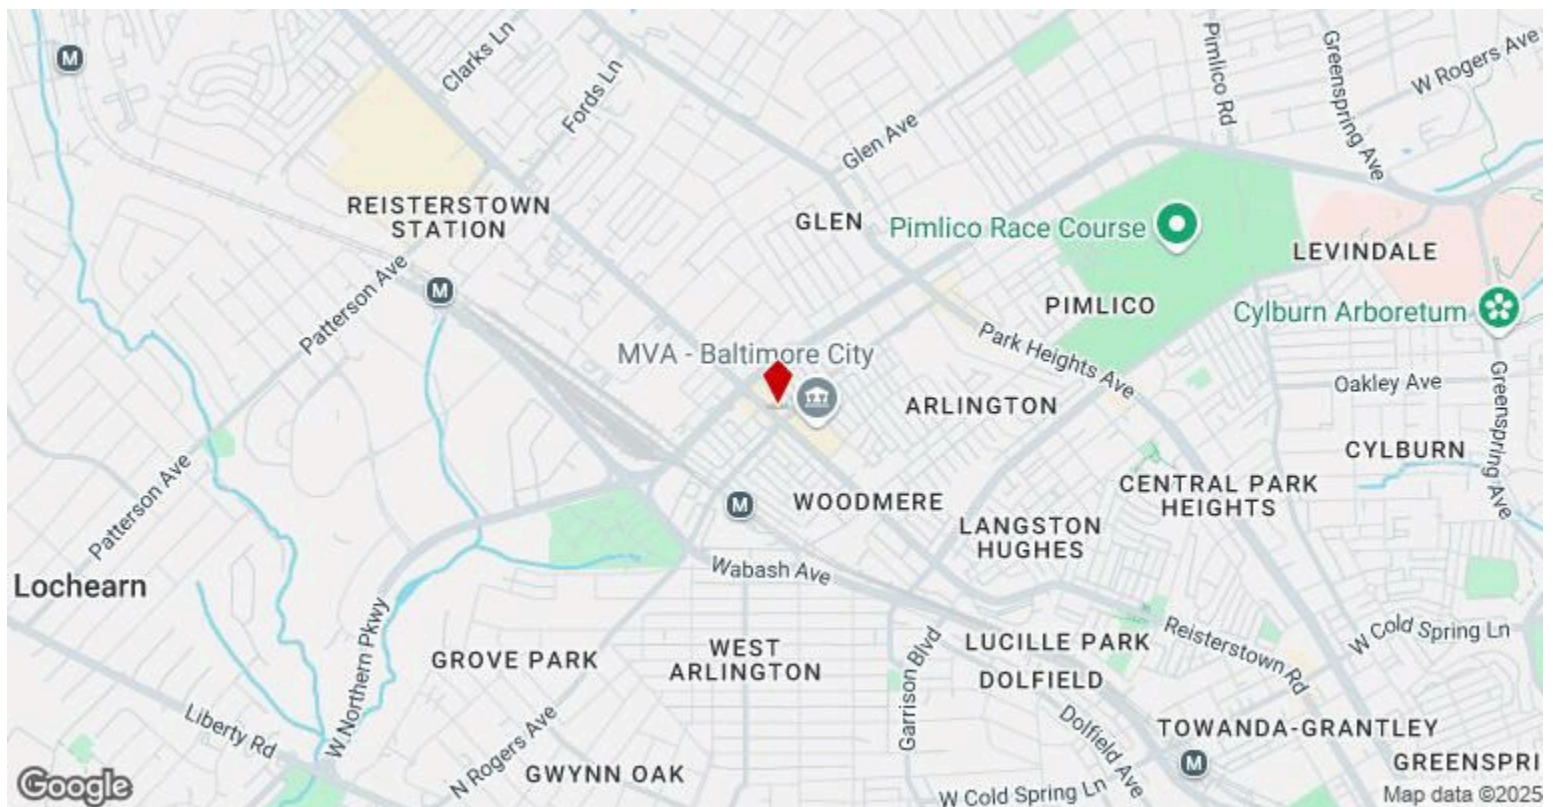 M
Clarks Ln
Fords Ln
Pimlico Rd
Greenspring Ave
W Rogers Ave
Glen Ave
REISTERSTOWN
STATION
GLEN
Pimlico Race Course
LEVINDALE
Patterson Ave
M
PIMLICO
Cylburn Arboretum
MVA - Baltimore City
Park Heights Ave
Oakley Ave
Greenspring Ave
ARLINGTON
CYLBURN
Patterson Ave
M
WOODMERE
CENTRAL PARK
HEIGHTS
LANGSTON
HUGHES
Lochearn
Wabash Ave
W Northern Pkwy
GROVE PARK
WEST
ARLINGTON
Garrison Blvd
LUCILLE PARK
Reisterstown Rd
W Cold Spring Ln
DOLFIELD
Liberty Rd
N Rogers Ave
Dolfield Ave
TOWANDA-GRANTLEY
M
GREENSPRI
GWYNN OAK
W Cold Spring Ln
Google
Map data ©2025